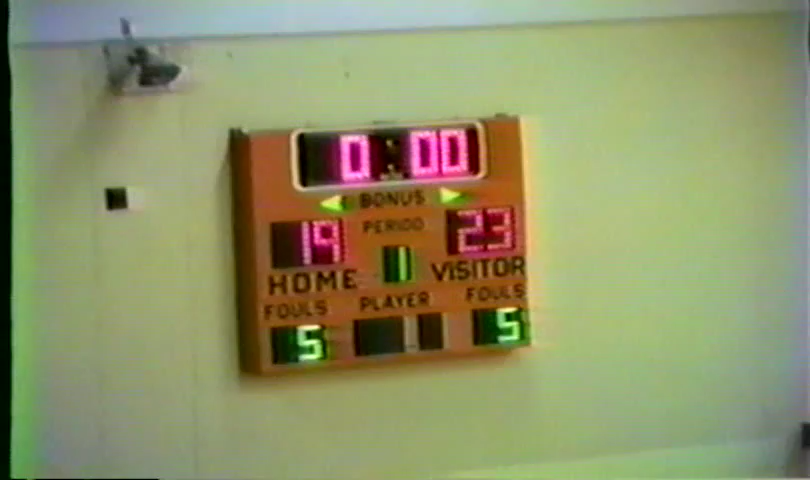 0:00
BONUS
19 PERIOD 23
HOME 1 VISITOR
FOULS PLAYER FOULS
5 5